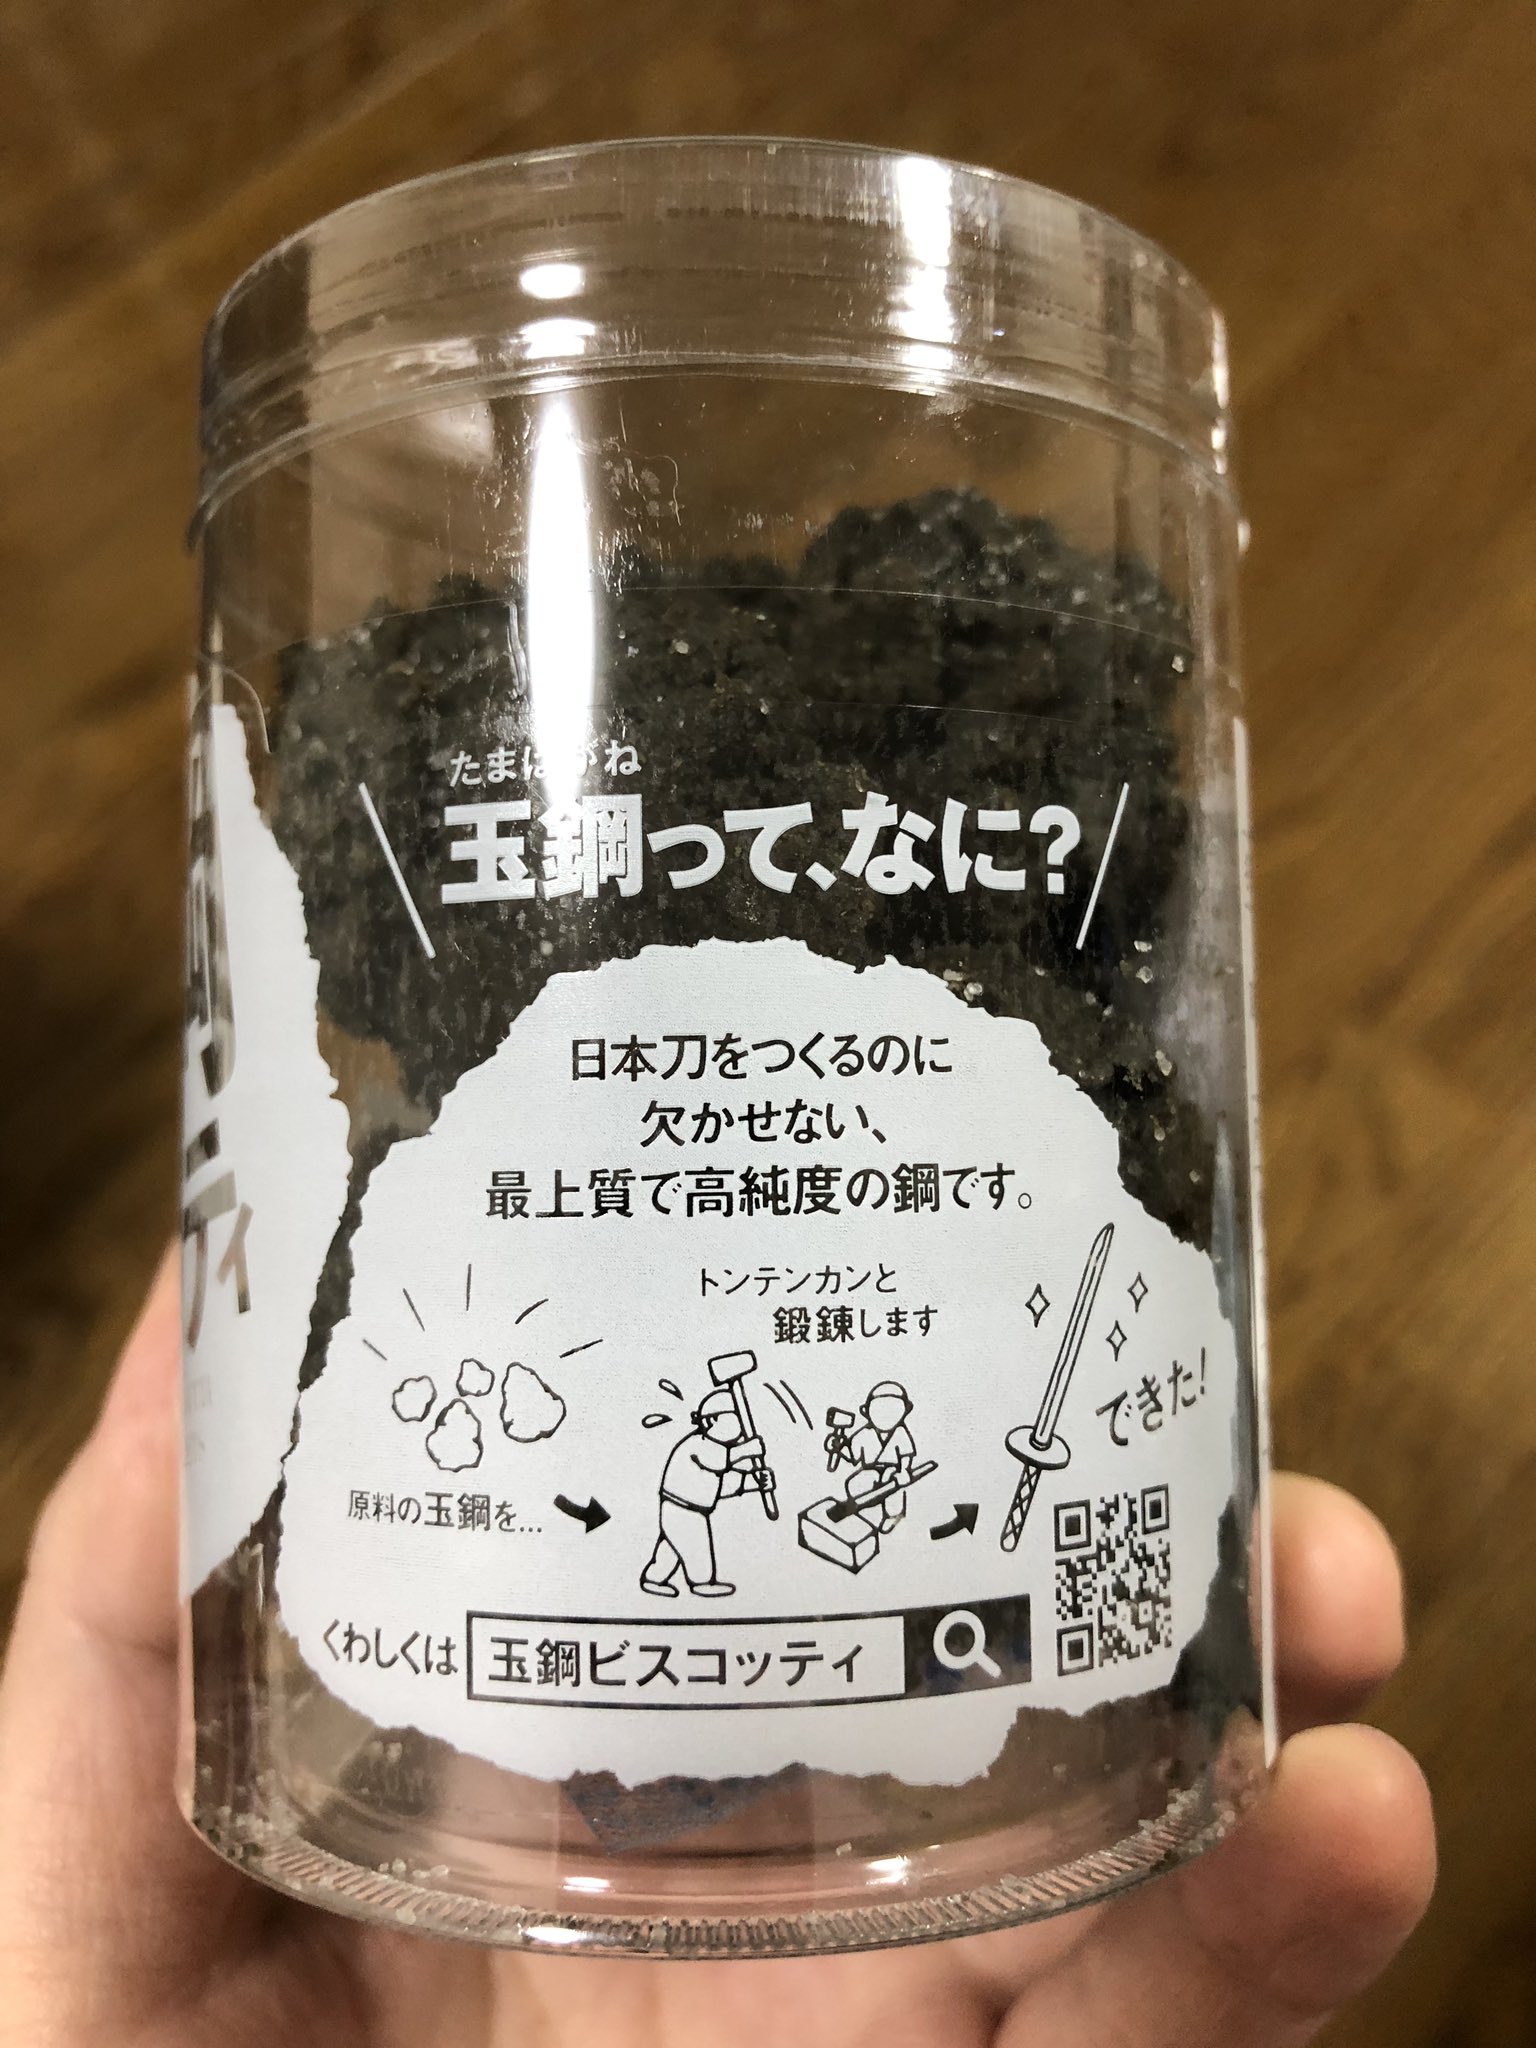 たまはがね
玉鋼って、なに?
日本刀をつくるのに
欠かせない、
最上質で高純度の鋼です。
トンテンカンと
鍛錬します
できた!
原料の玉鋼を...
くわしくは 玉鋼ビスコッティ
ティ